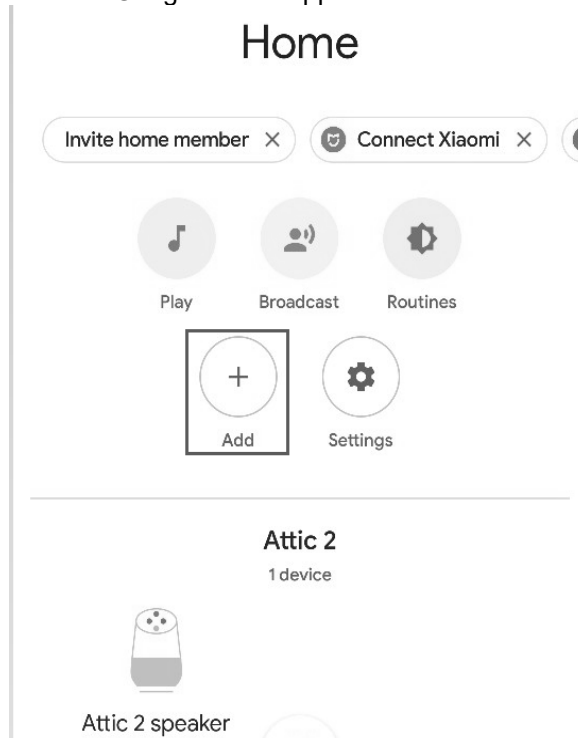 Home
Invite home member
Connect Xiaomi
Play Broadcast Routines
Add Settings
Attic 2
1 device
Attic 2 speaker